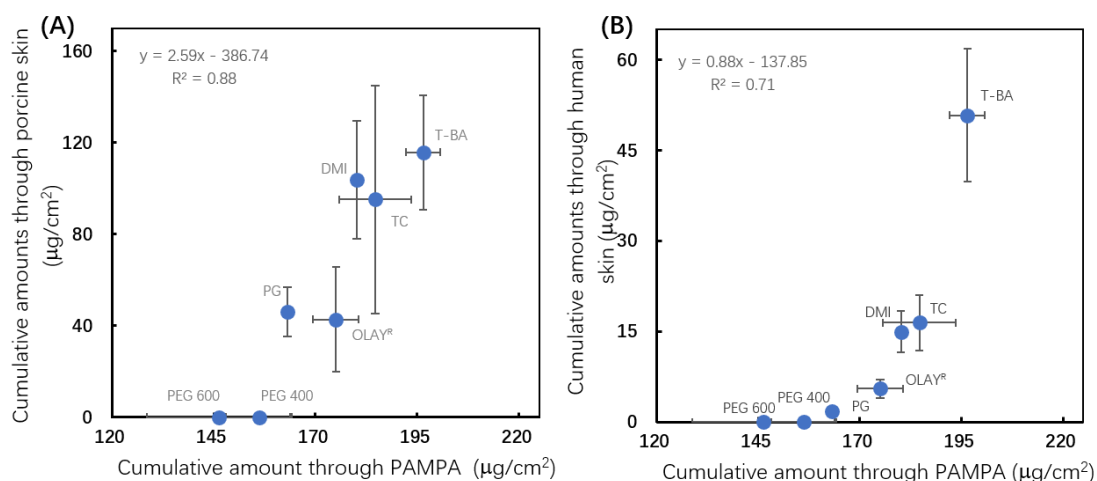 (A)
y = 2.59x - 386.74
R² = 0.88
Cumulative amounts through porcine skin
(µg/cm²)
160
120
80
40
0
T-BA
DMI
TC
PG
OLAYᴿ
PEG 600
PEG 400
120
145
170
195
220
Cumulative amount through PAMPA (µg/cm²)
(B)
y = 0.88x - 137.85
R² = 0.71
Cumulative amounts through human
skin (µg/cm²)
60
45
30
15
0
T-BA
DMI
TC
OLAYᴿ
PG
PEG 400
PEG 600
120
145
170
195
220
Cumulative amount through PAMPA (µg/cm²)